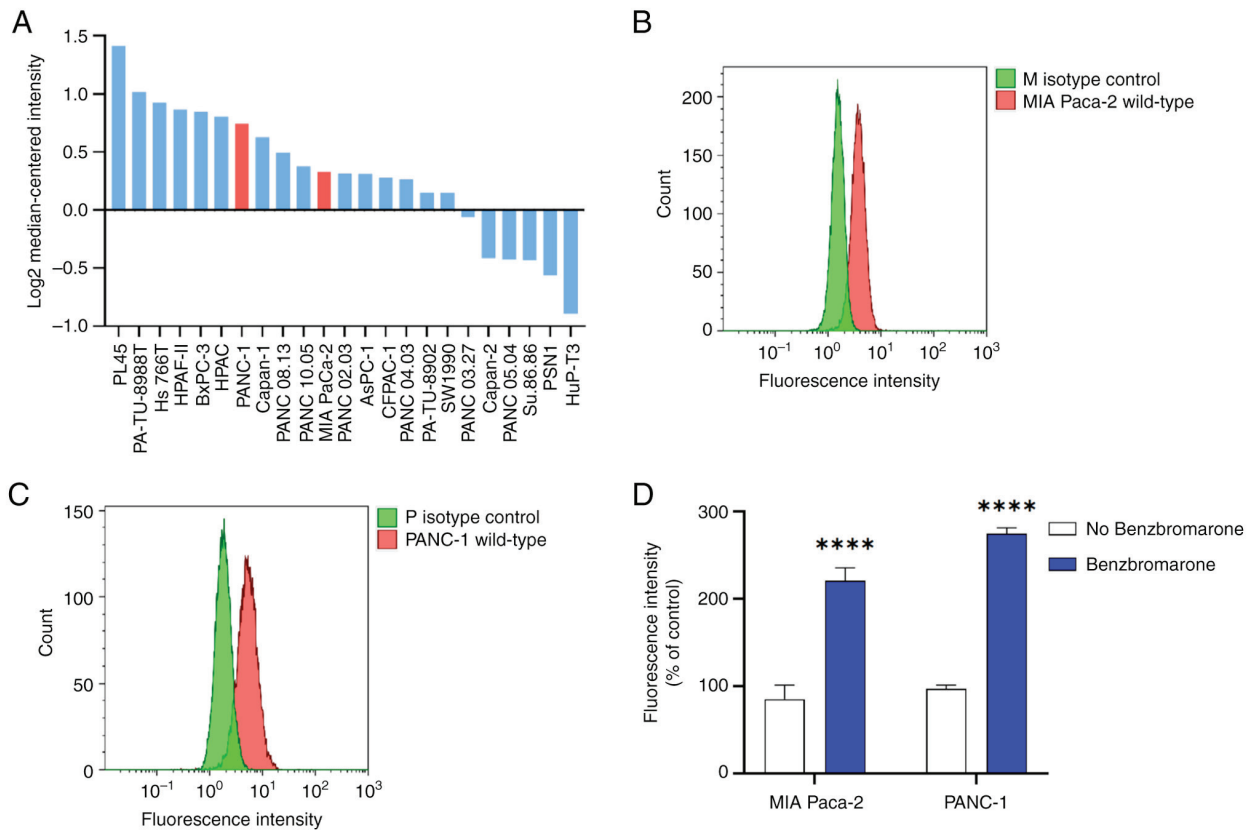 A
Log2 median-centered intensity
1.5
1.0
0.5
0.0
−0.5
−1.0
PL45
PA-TU-8988T
Hs 766T
HPAF-II
BxPC-3
HPAC
PANC-1
Capan-1
PANC 08.13
PANC 10.05
MIA PaCa-2
PANC 02.03
AsPC-1
CFPAC-1
PANC 04.03
PA-TU-8902
SW1990
PANC 03.27
Capan-2
PANC 05.04
Su.86.86
PSN1
HuP-T3
B
Count
200
150
100
50
0
10−1
100
101
102
103
Fluorescence intensity
M isotype control
MIA Paca-2 wild-type
C
Count
150
100
50
0
10−1
100
101
102
103
Fluorescence intensity
P isotype control
PANC-1 wild-type
D
Fluorescence intensity
(% of control)
300
200
100
0
****
****
MIA Paca-2
PANC-1
No Benzbromarone
Benzbromarone